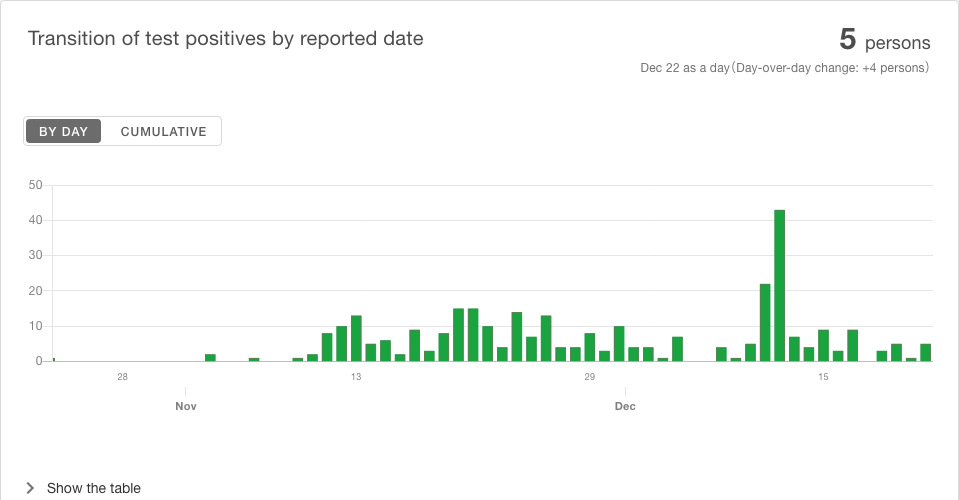 Transition of test positives by reported date
5 persons
Dec 22 as a day(Day-over-day change: +4 persons)
BY DAY CUMULATIVE
50
40
30
20
10
0
28 13 29 15
Nov Dec
Show the table